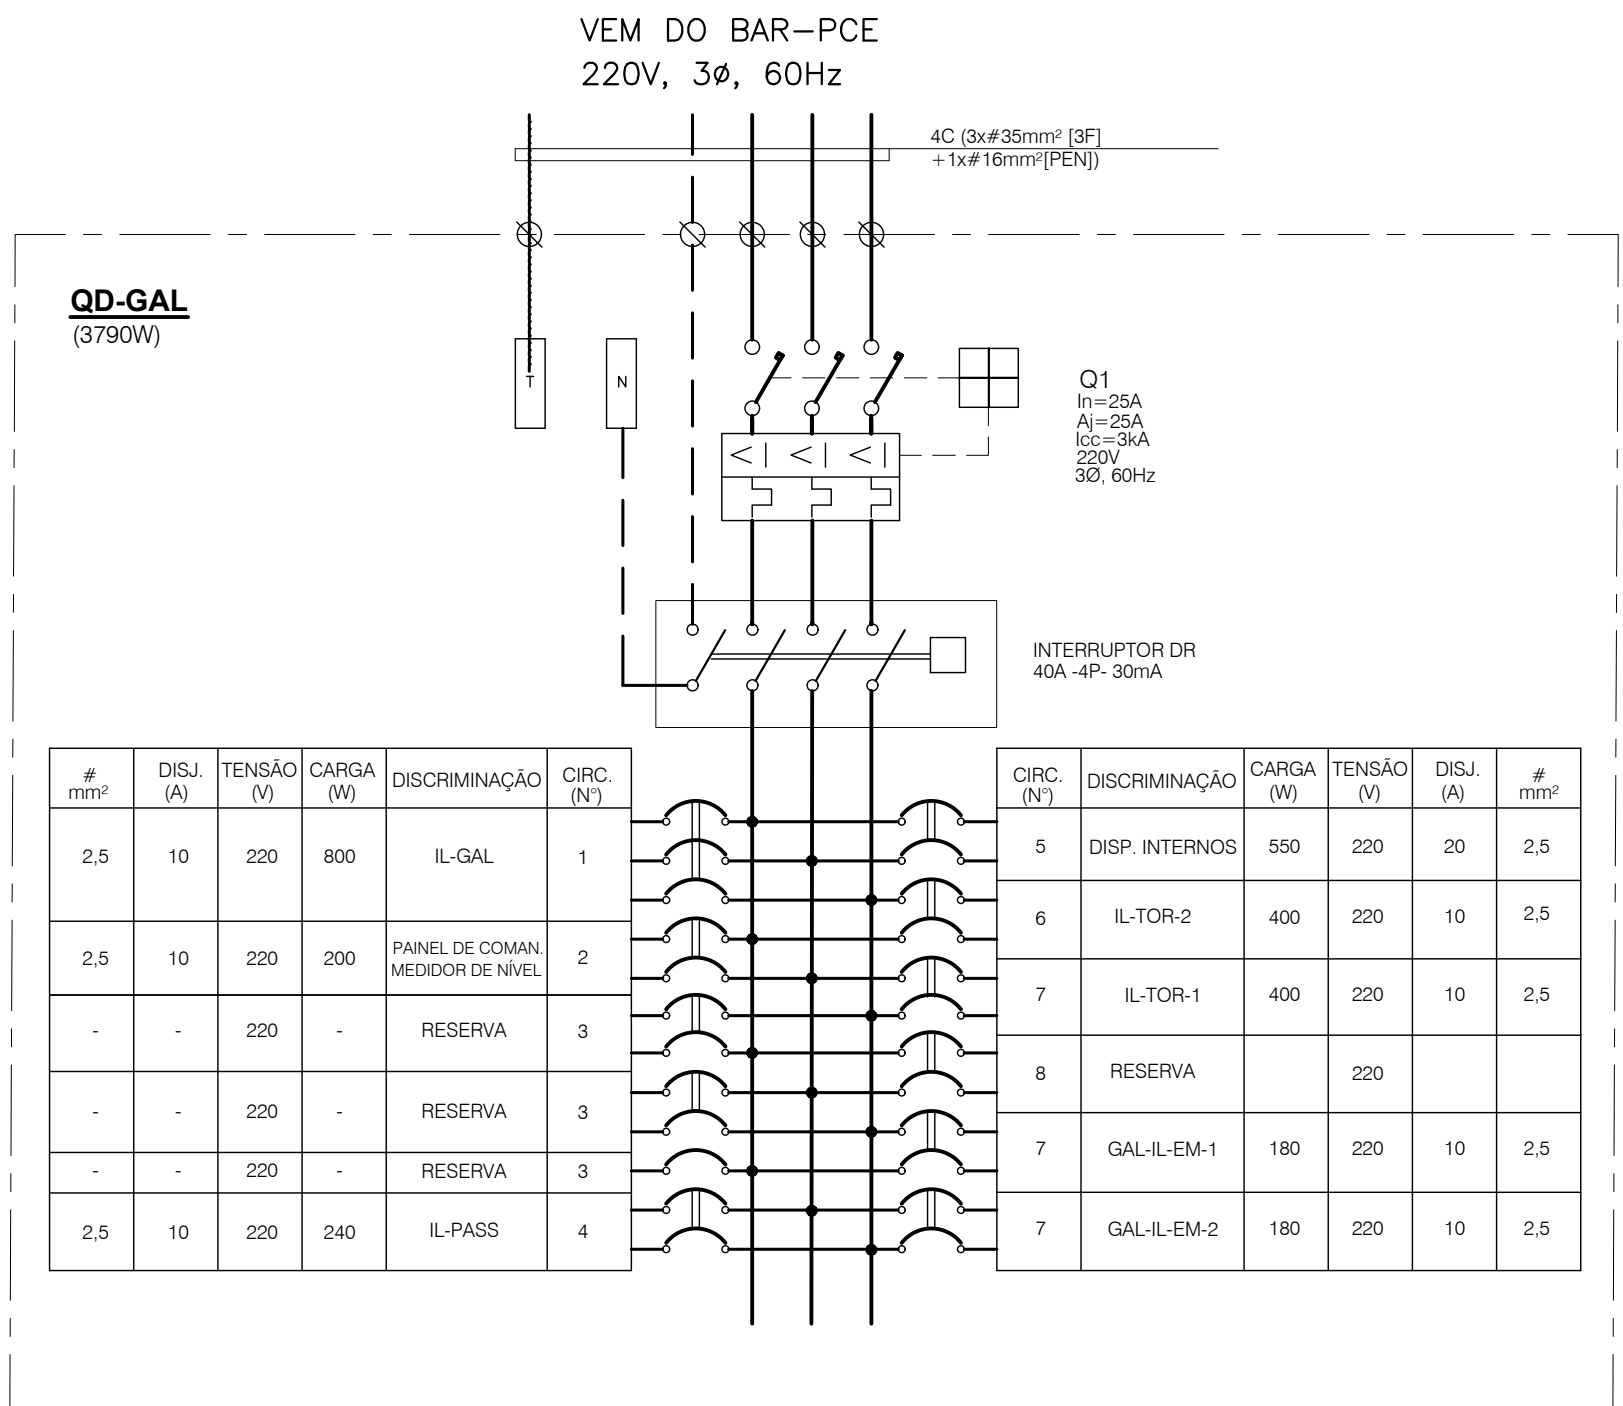 VEM DO BAR-PCE
220V, 3ø, 60Hz
4C (3x#35mm² [3F]
+1x#16mm²[PEN])
QD-GAL
(3790W)
T
N
Q1
In=25A
Aj=25A
Icc=3kA
220V
3Ø, 60Hz
INTERRUPTOR DR
40A -4P- 30mA
# mm² DISJ. (A) TENSÃO (V) CARGA (W) DISCRIMINAÇÃO CIRC. (N°)
2,5 10 220 800 IL-GAL 1
2,5 10 220 200 PAINEL DE COMAN. MEDIDOR DE NÍVEL 2
- - 220 - RESERVA 3
- - 220 - RESERVA 3
- - 220 - RESERVA 3
2,5 10 220 240 IL-PASS 4
CIRC. (N°) DISCRIMINAÇÃO CARGA (W) TENSÃO (V) DISJ. (A) # mm²
5 DISP. INTERNOS 550 220 20 2,5
6 IL-TOR-2 400 220 10 2,5
7 IL-TOR-1 400 220 10 2,5
8 RESERVA 220
7 GAL-IL-EM-1 180 220 10 2,5
7 GAL-IL-EM-2 180 220 10 2,5